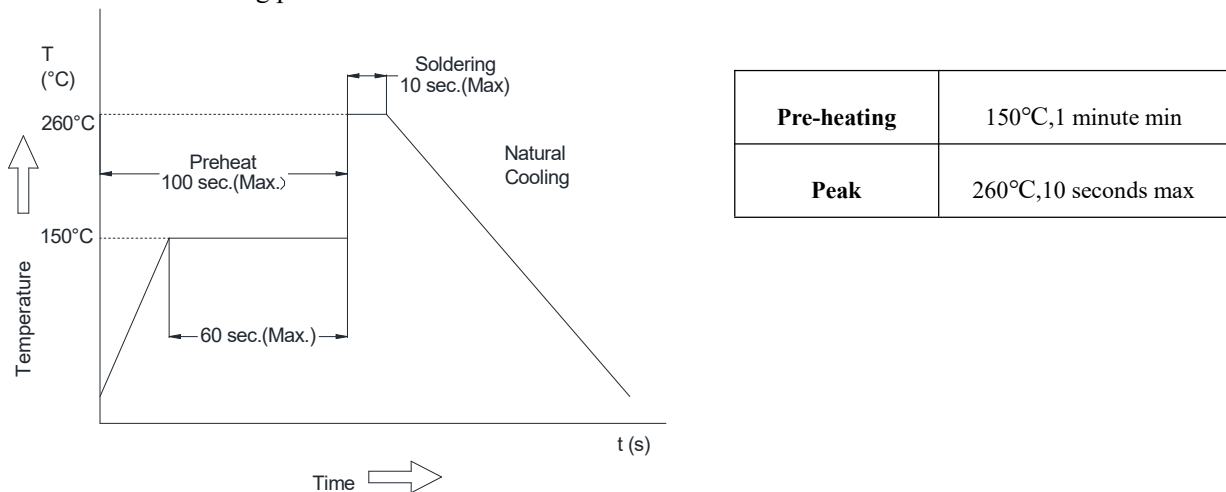 T
(°C)
Soldering
10 sec.(Max)
260°C
Preheat
100 sec.(Max.)
Natural
Cooling
150°C
60 sec.(Max.)
Temperature
t (s)
Time
Pre-heating 150℃,1 minute min
Peak 260℃,10 seconds max